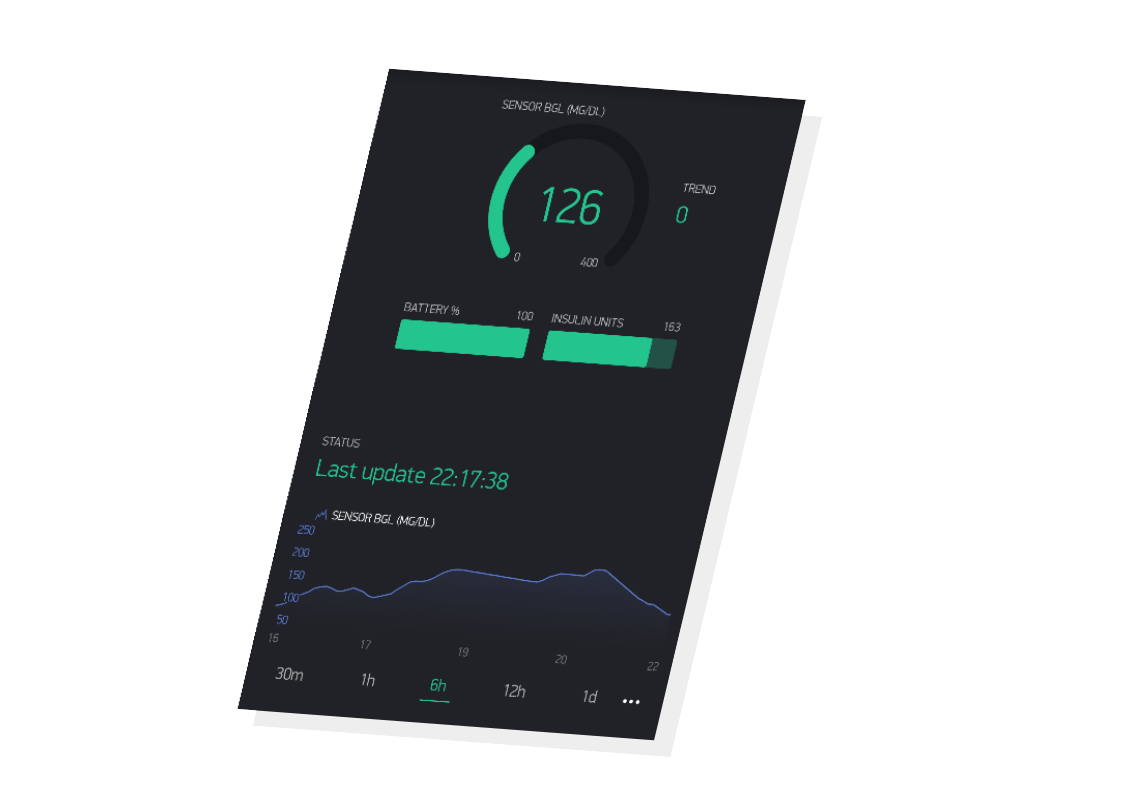 SENSOR BGL (MG/DL)
126
0
400
TREND
0
BATTERY %
100
INSULIN UNITS
163
STATUS
Last update 22:17:38
SENSOR BGL (MG/DL)
250
200
150
100
50
16
17
19
20
22
30m
1h
6h
12h
1d